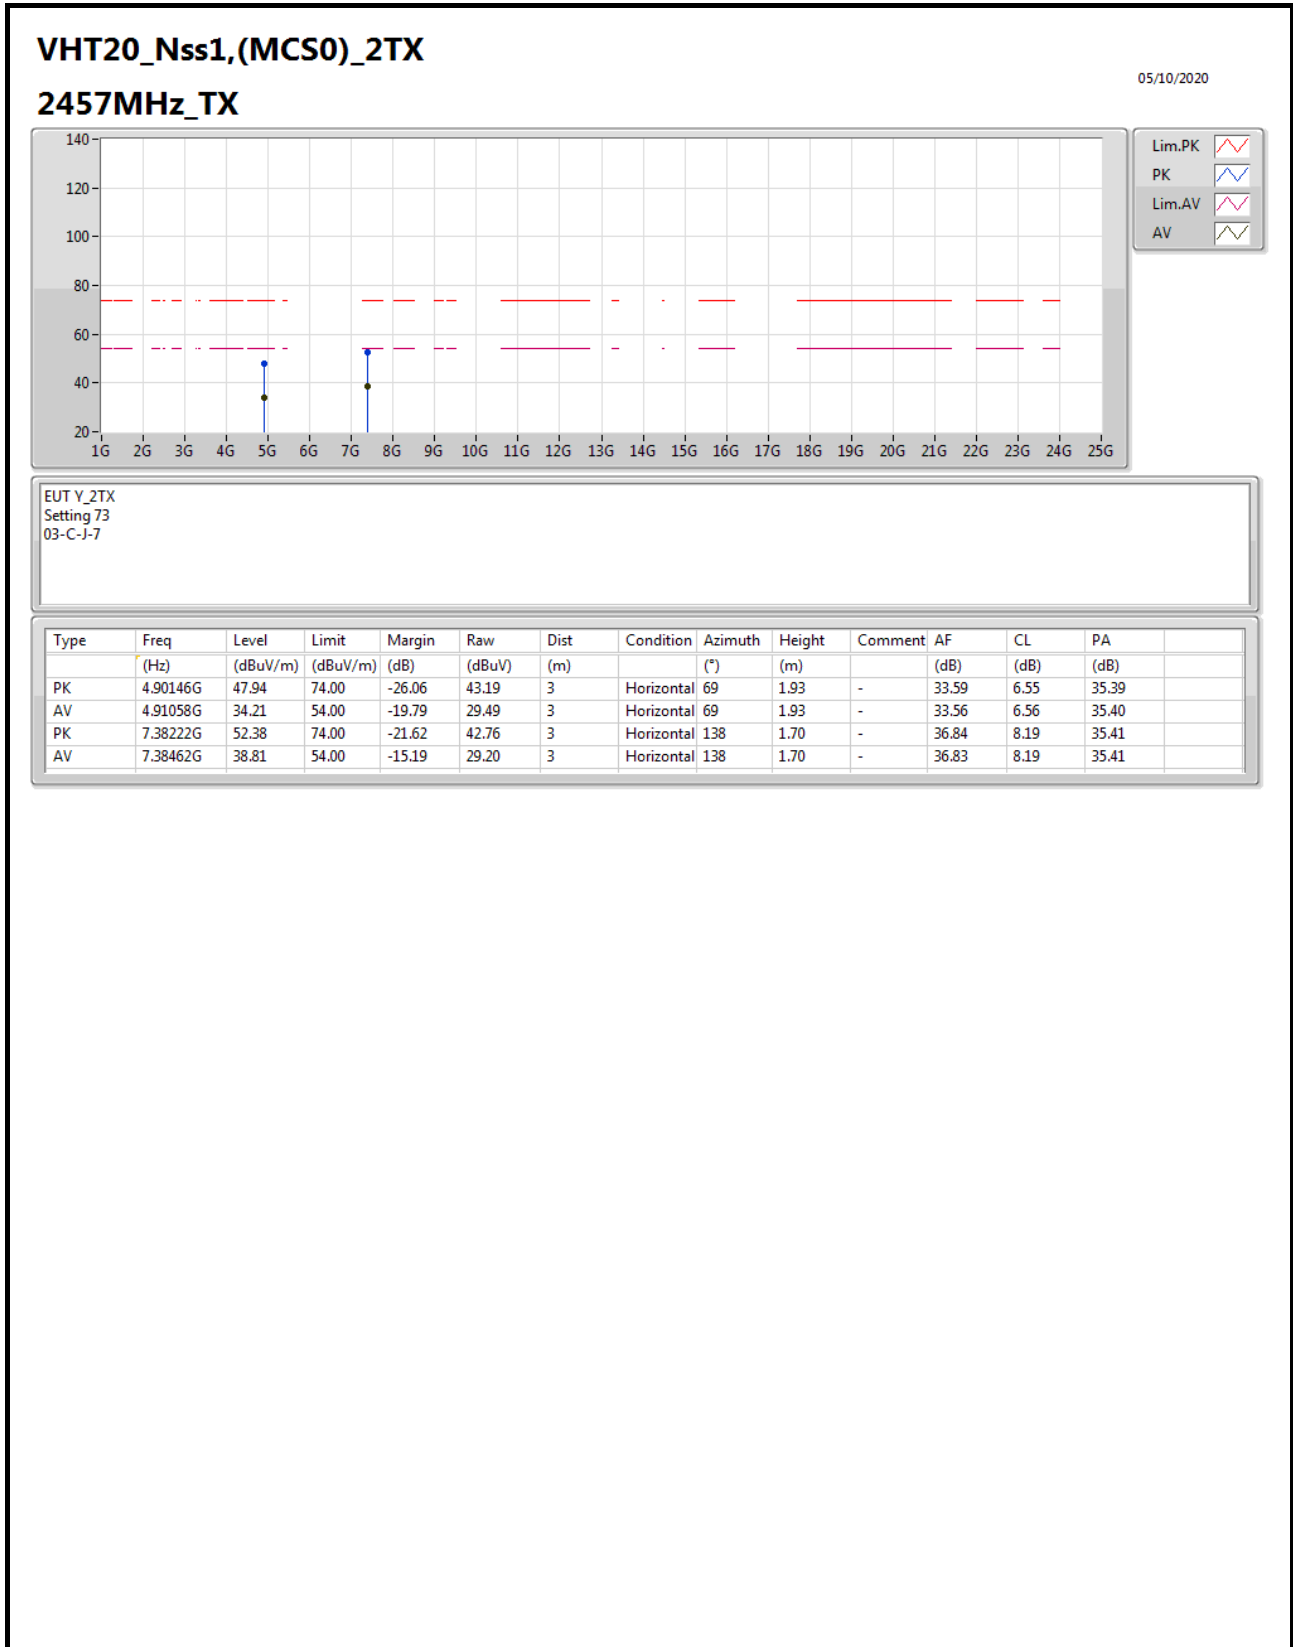 VHT20_Nss1,(MCS0)_2TX
05/10/2020
2457MHz_TX
140
120
100
80
60
40
20
1G 2G 3G 4G 5G 6G 7G 8G 9G 10G 11G 12G 13G 14G 15G 16G 17G 18G 19G 20G 21G 22G 23G 24G 25G
Lim.PK
PK
Lim.AV
AV
EUT Y_2TX
Setting 73
03-C-J-7
Type Freq Level Limit Margin Raw Dist Condition Azimuth Height Comment AF CL PA
(Hz) (dBuV/m) (dBuV/m) (dB) (dBuV) (m) (°) (m) (dB) (dB) (dB)
PK 4.90146G 47.94 74.00 -26.06 43.19 3 Horizontal 69 1.93 - 33.59 6.55 35.39
AV 4.91058G 34.21 54.00 -19.79 29.49 3 Horizontal 69 1.93 - 33.56 6.56 35.40
PK 7.38222G 52.38 74.00 -21.62 42.76 3 Horizontal 138 1.70 - 36.84 8.19 35.41
AV 7.38462G 38.81 54.00 -15.19 29.20 3 Horizontal 138 1.70 - 36.83 8.19 35.41